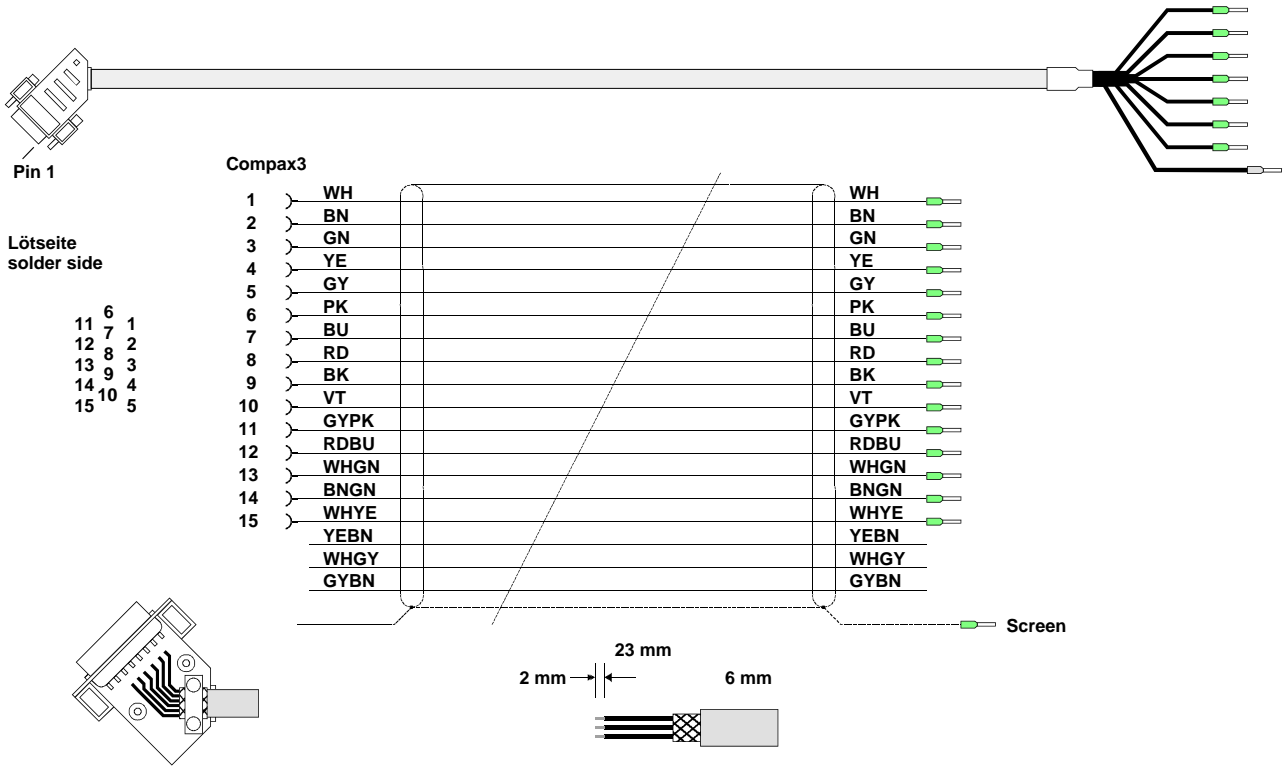 Pin 1
Compax3
Lötseite
solder side
6
11 1
7
12 2
8
13 3
9
14 4
10
15 5
1 WH WH
2 BN BN
3 GN GN
4 YE YE
5 GY GY
6 PK PK
7 BU BU
8 RD RD
9 BK BK
10 VT VT
11 GYPK GYPK
12 RDBU RDBU
13 WHGN WHGN
14 BNGN BNGN
15 WHYE WHYE
YEBN YEBN
WHGY WHGY
GYBN GYBN
Screen
23 mm
2 mm 6 mm